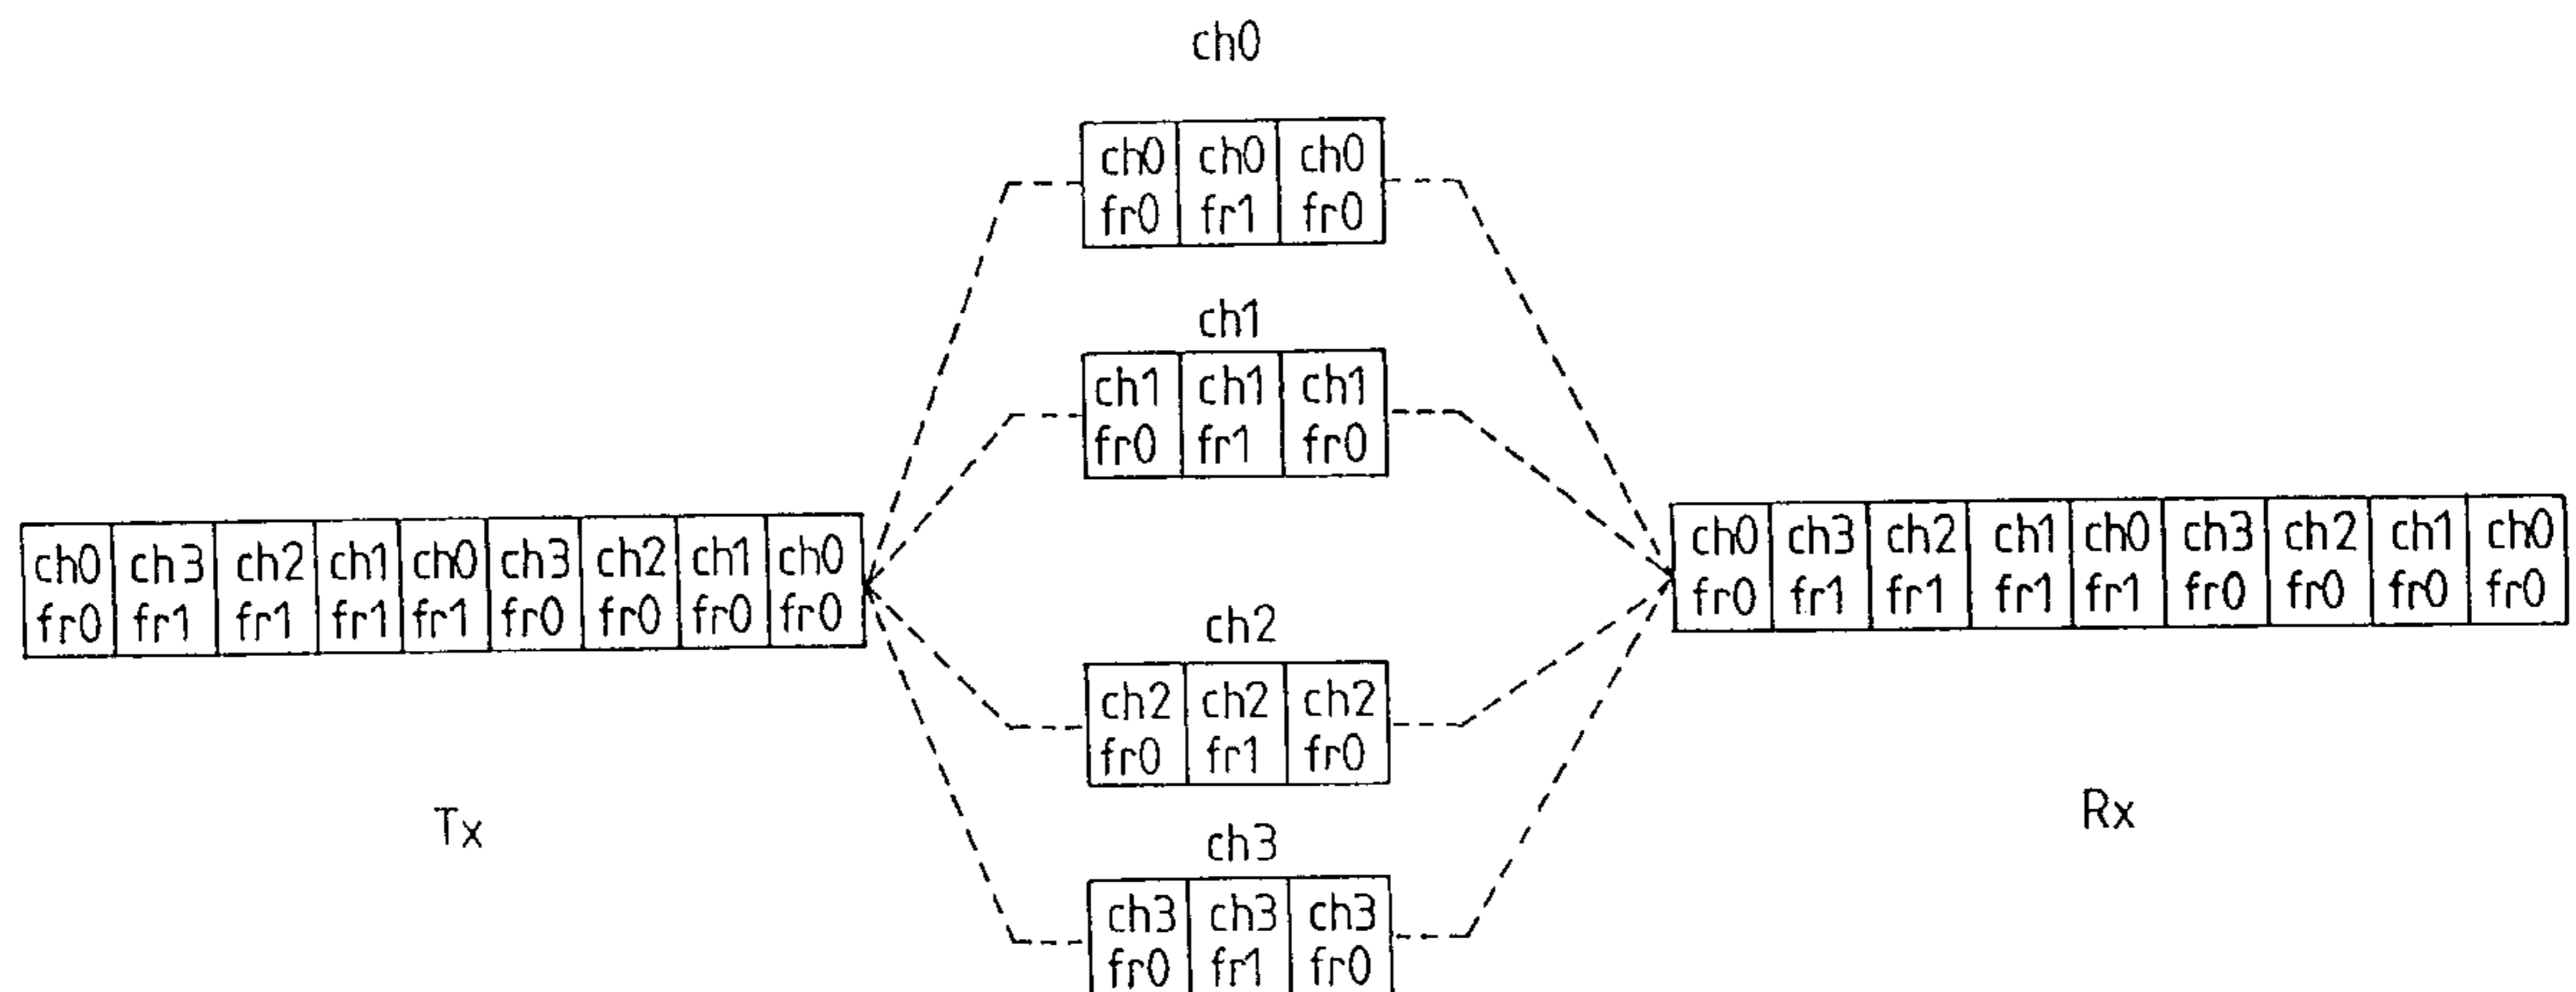 ch0
ch0 ch0 ch0
fr0 fr1 fr0
ch1
ch1 ch1 ch1
fr0 fr1 fr0
ch0 ch3 ch2 ch1 ch0 ch3 ch2 ch1 ch0
fr0 fr1 fr1 fr1 fr1 fr0 fr0 fr0 fr0
ch0 ch3 ch2 ch1 ch0 ch3 ch2 ch1 ch0
fr0 fr1 fr1 fr1 fr1 fr0 fr0 fr0 fr0
ch2
ch2 ch2 ch2
fr0 fr1 fr0
Tx
Rx
ch3
ch3 ch3 ch3
fr0 fr1 fr0